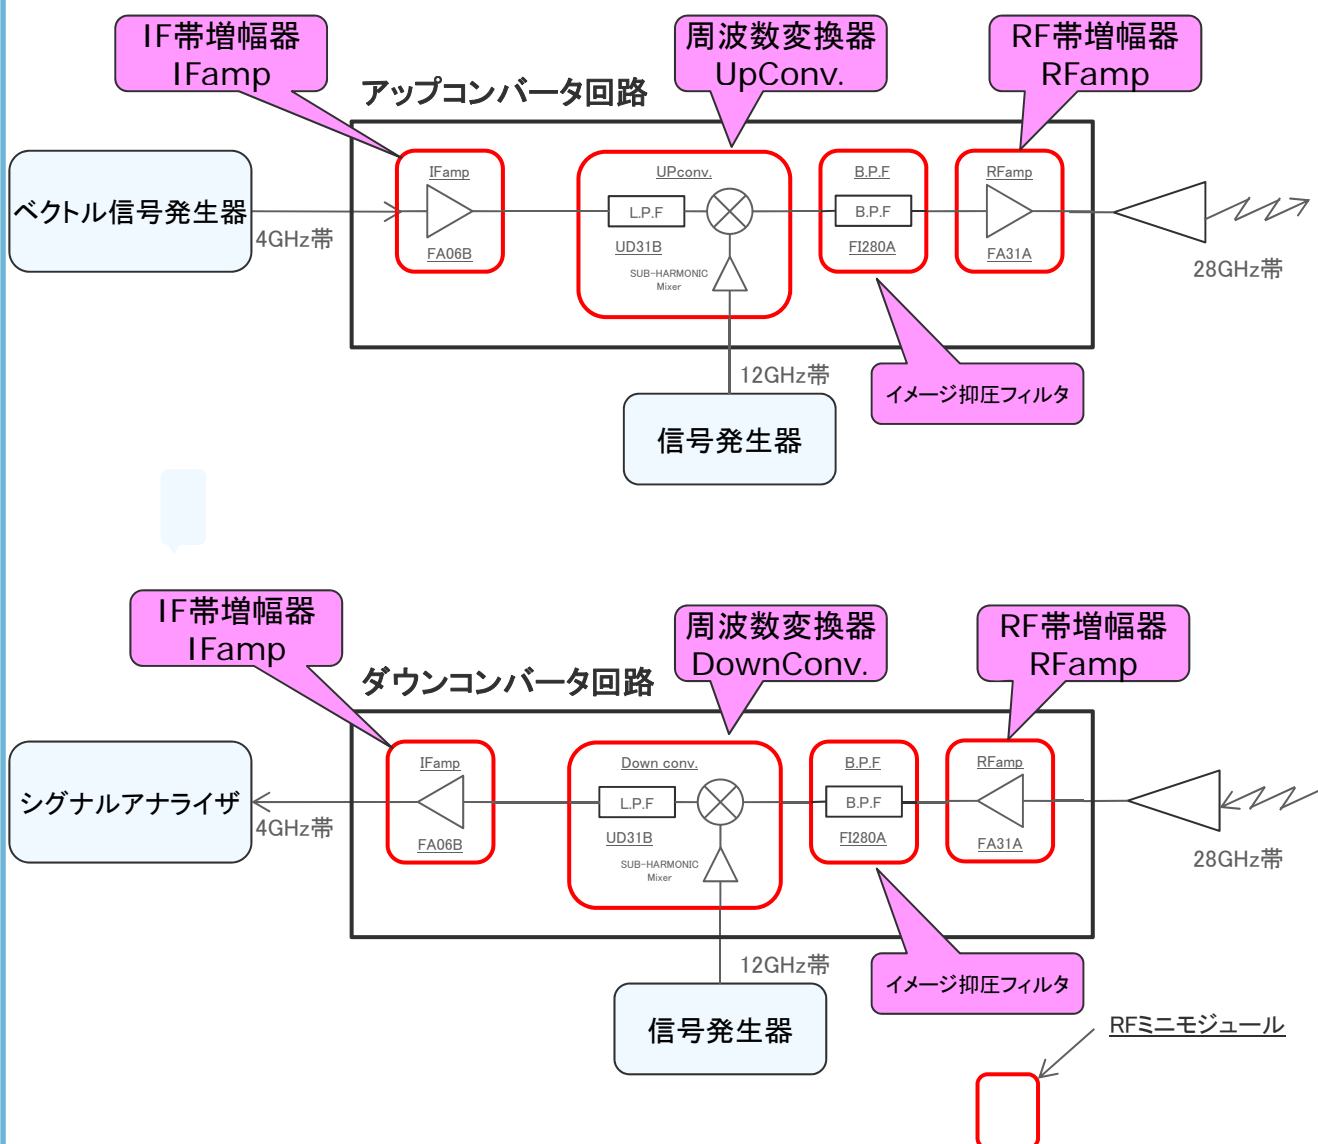 IF帯増幅器
IFamp
周波数変換器
UpConv.
RF帯増幅器
RFamp
アップコンバータ回路
ベクトル信号発生器
4GHz帯
IFamp
FA06B
UPconv.
L.P.F
UD31B
SUB-HARMONIC
Mixer
B.P.F
B.P.F
FI280A
RFamp
FA31A
28GHz帯
12GHz帯
イメージ抑圧フィルタ
信号発生器
IF帯増幅器
IFamp
周波数変換器
DownConv.
RF帯増幅器
RFamp
ダウンコンバータ回路
シグナルアナライザ
4GHz帯
IFamp
FA06B
Down conv.
L.P.F
UD31B
SUB-HARMONIC
Mixer
B.P.F
B.P.F
FI280A
RFamp
FA31A
28GHz帯
12GHz帯
イメージ抑圧フィルタ
信号発生器
RFミニモジュール